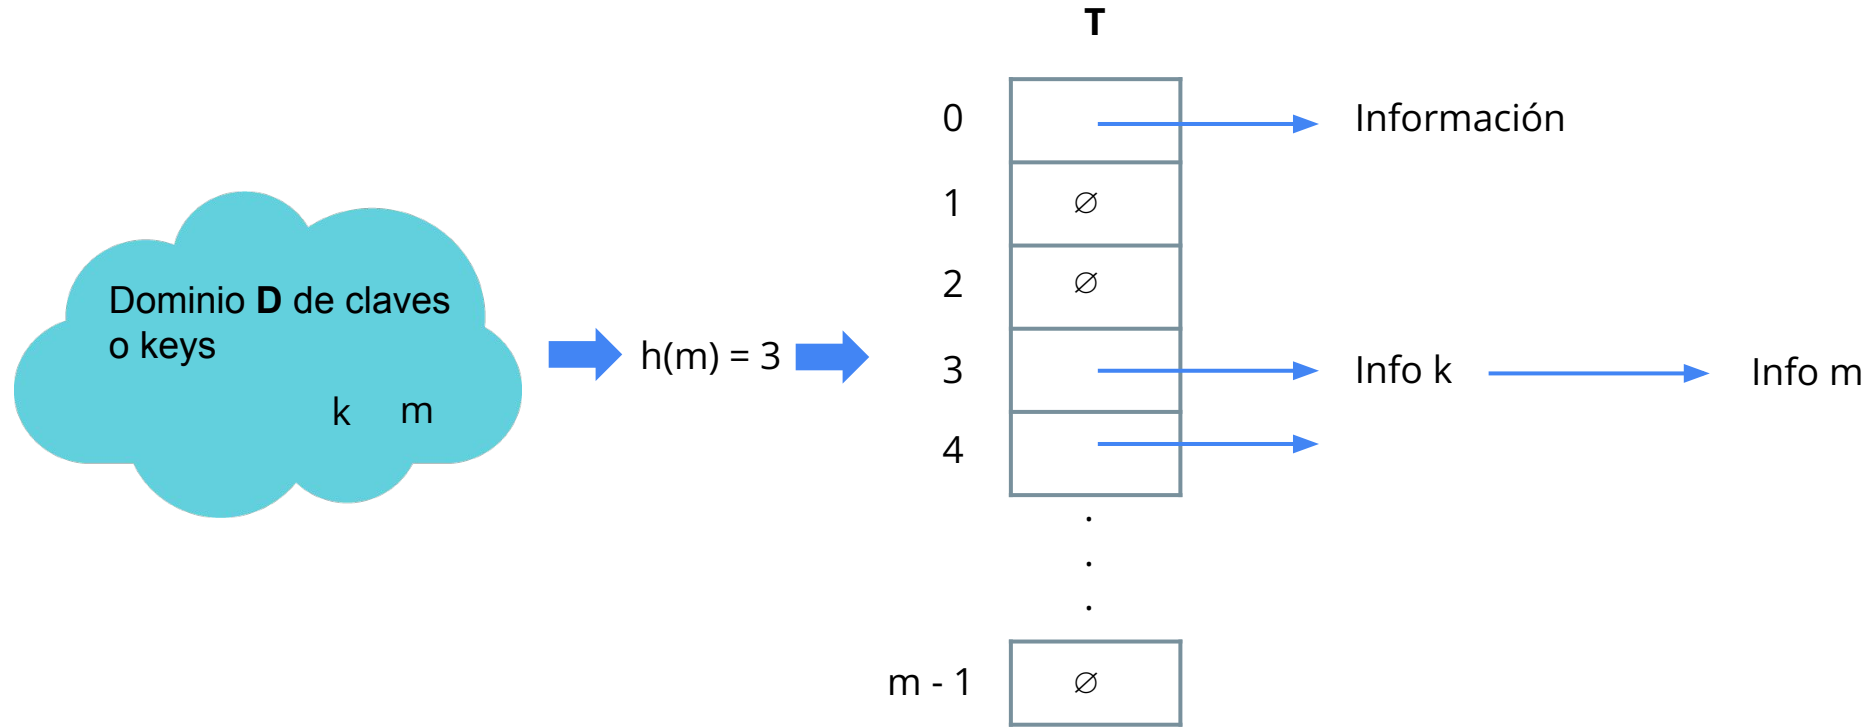 T
0
Información
1
∅
2
∅
Dominio D de claves
o keys
k m
h(m) = 3
3
Info k
Info m
4
.
.
.
m - 1
∅